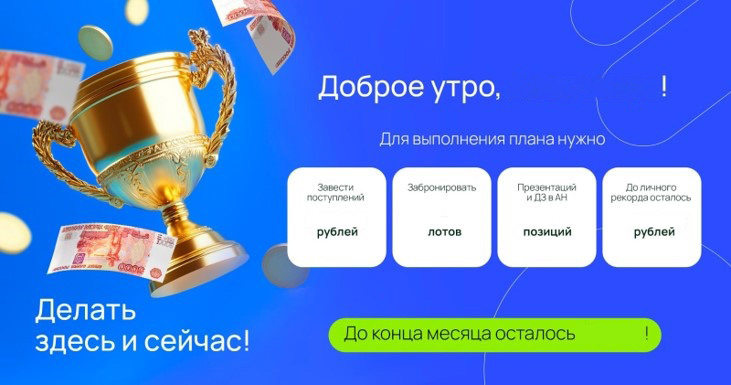 Доброе утро, !
Для выполнения плана нужно
Завести
поступлений
рублей
Забронировать
лотов
Презентаций
и ДЗ в АН
позиций
До личного
рекорда осталось
рублей
Делать
здесь и сейчас!
До конца месяца осталось !